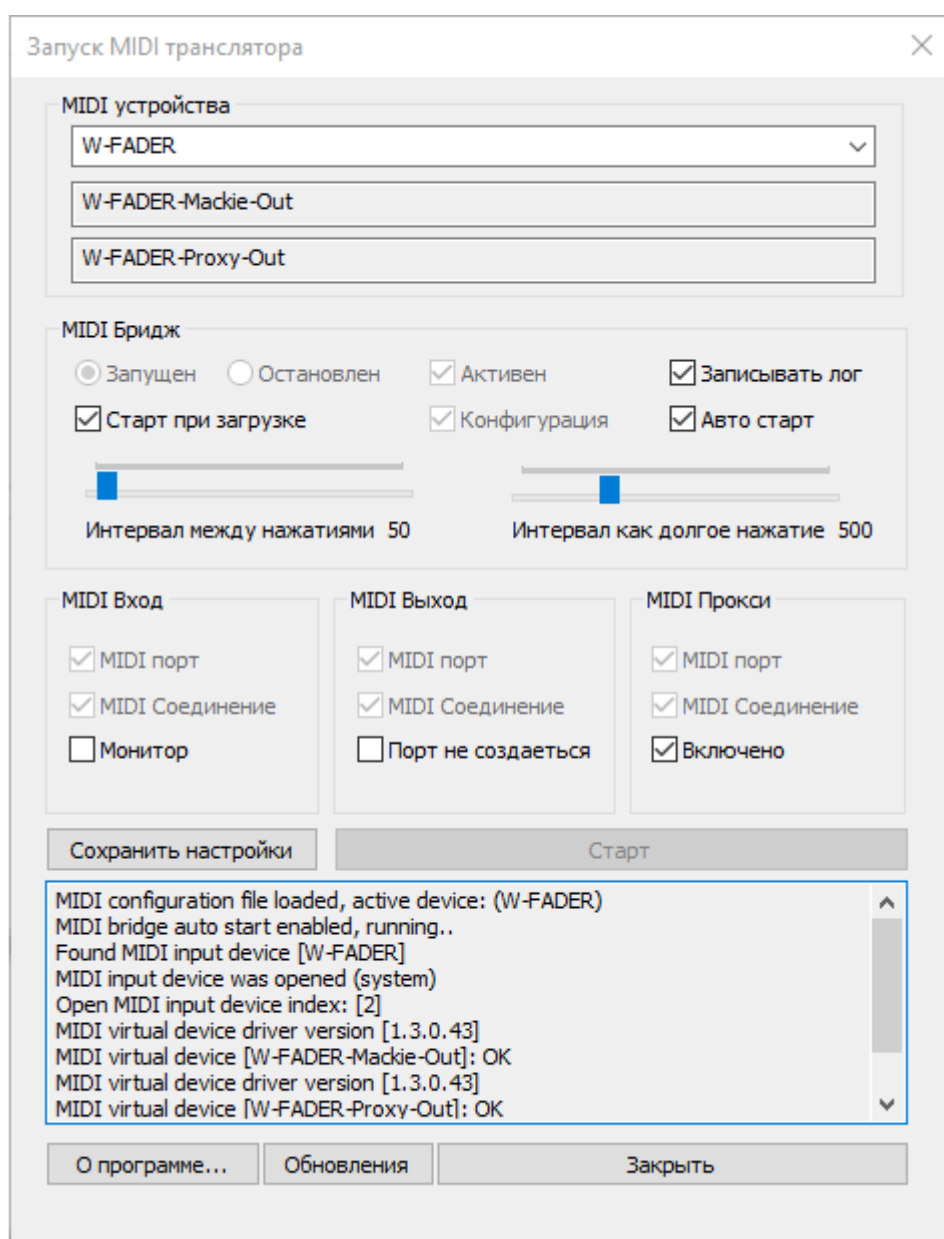 Запуск MIDI транслятора
MIDI устройства
W-FADER
W-FADER-Mackie-Out
W-FADER-Proxy-Out
MIDI Бридж
Запущен Остановлен Активен Записывать лог
Старт при загрузке Конфигурация Авто старт
Интервал между нажатиями 50 Интервал как долгое нажатие 500
MIDI Вход MIDI Выход MIDI Прокси
MIDI порт MIDI порт MIDI порт
MIDI Соединение MIDI Соединение MIDI Соединение
Монитор Порт не создаеться Включено
Сохранить настройки Старт
MIDI configuration file loaded, active device: (W-FADER)
MIDI bridge auto start enabled, running..
Found MIDI input device [W-FADER]
MIDI input device was opened (system)
Open MIDI input device index: [2]
MIDI virtual device driver version [1.3.0.43]
MIDI virtual device [W-FADER-Mackie-Out]: OK
MIDI virtual device driver version [1.3.0.43]
MIDI virtual device [W-FADER-Proxy-Out]: OK
О программе... Обновления Закрыть